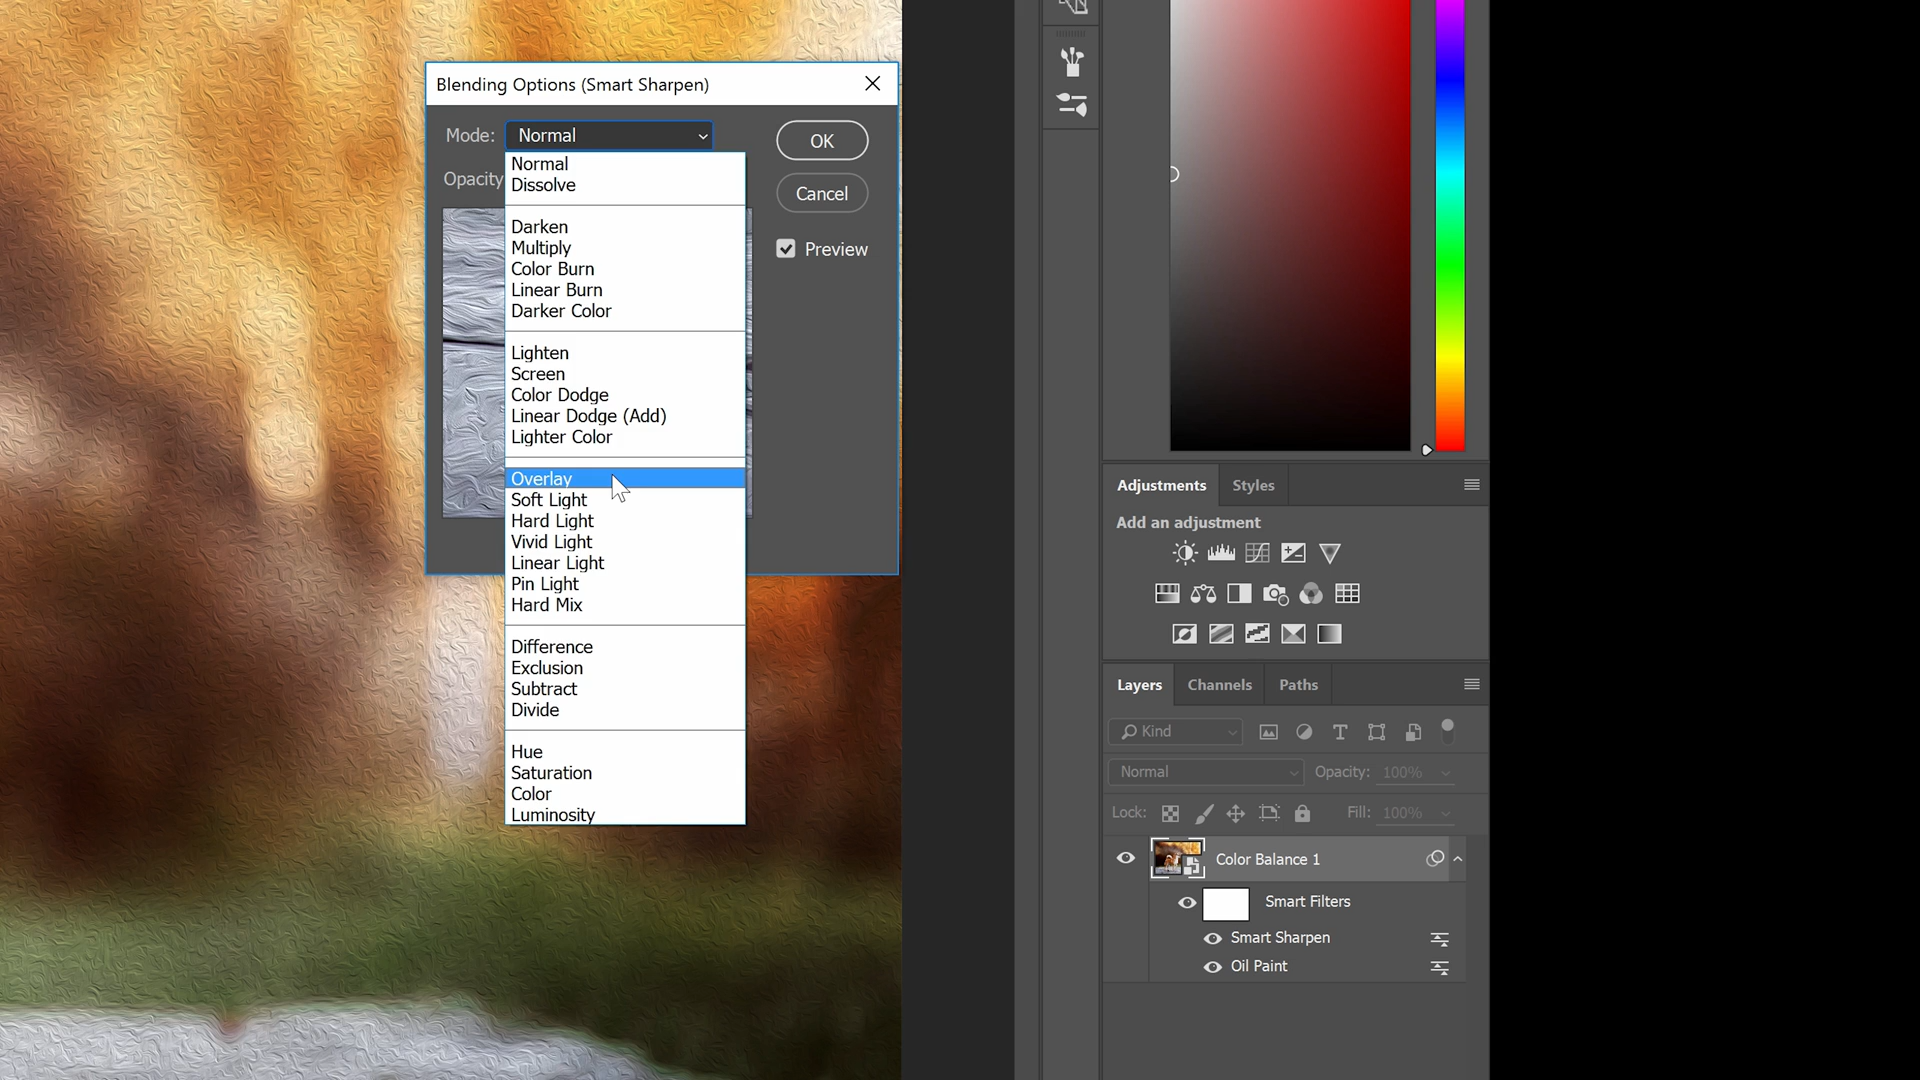 Blending Options (Smart Sharpen)
Mode: Normal
OK
Normal
Dissolve
Opacity
Cancel
Darken
Multiply
Preview
Color Burn
Linear Burn
Darker Color
Lighten
Screen
Color Dodge
Linear Dodge (Add)
Lighter Color
Overlay
Soft Light
Hard Light
Vivid Light
Linear Light
Pin Light
Hard Mix
Difference
Exclusion
Subtract
Divide
Hue
Saturation
Color
Luminosity
Adjustments Styles
Add an adjustment
Layers Channels Paths
Kind
Normal Opacity: 100%
Lock: Fill: 100%
Color Balance 1
Smart Filters
Smart Sharpen
Oil Paint